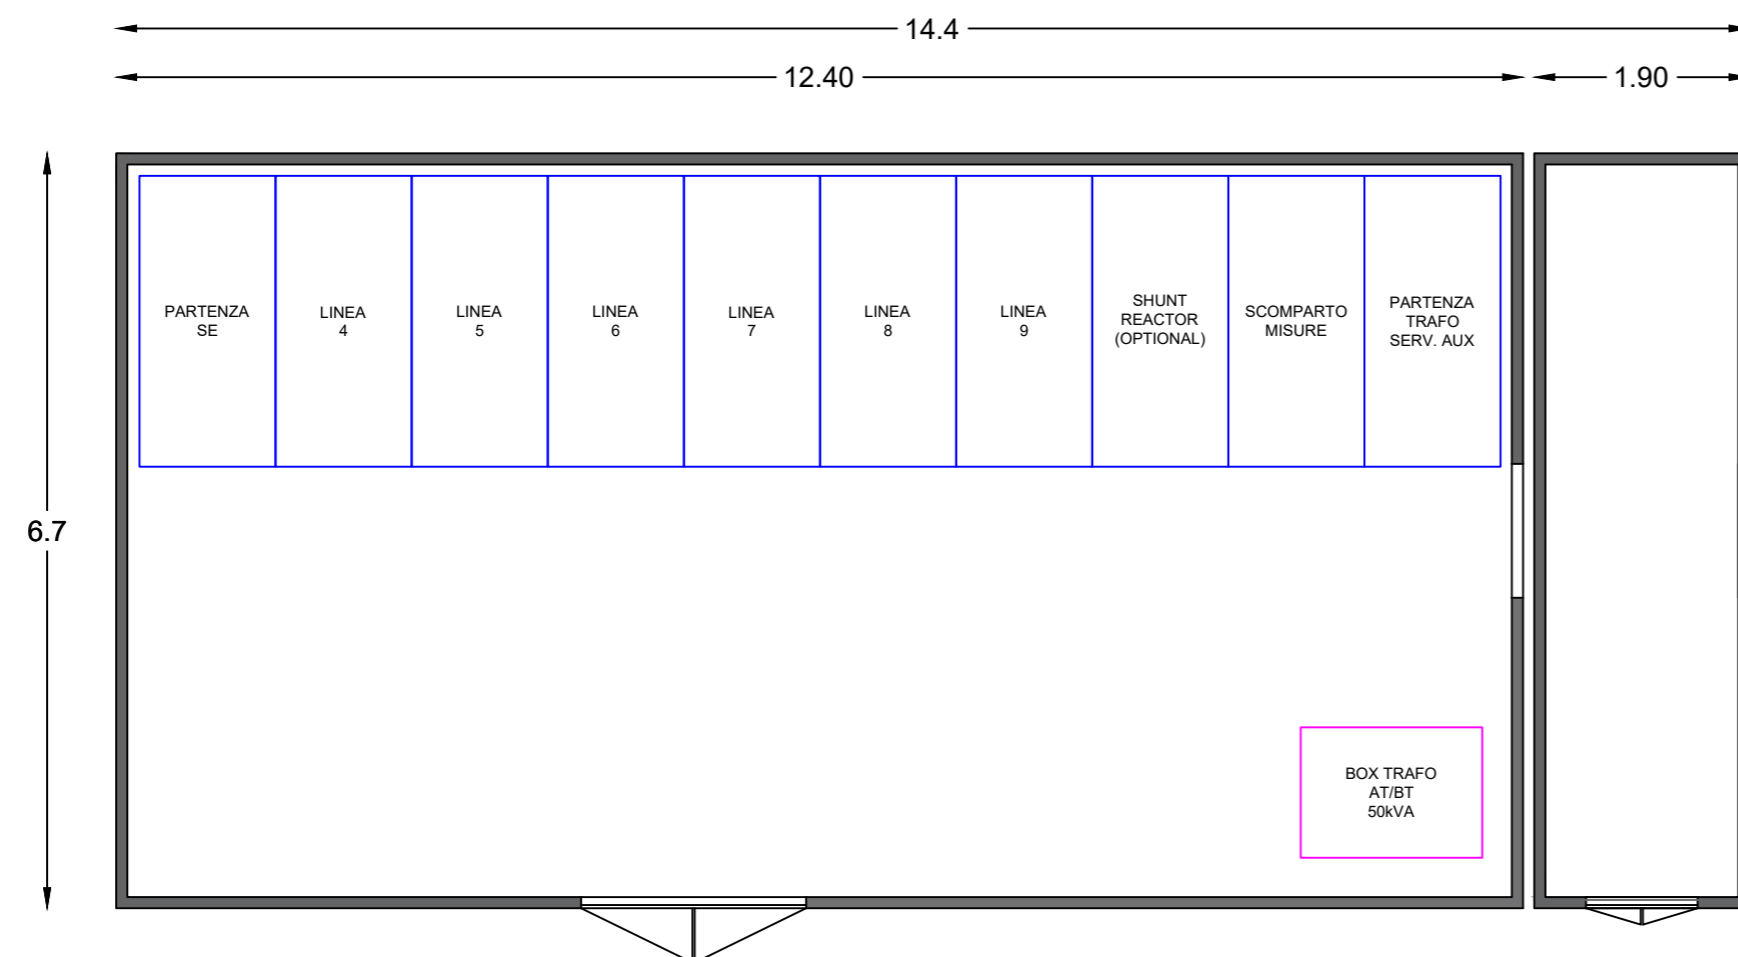 14.4
12.40
1.90
6.7
PARTENZA
SE
LINEA
4
LINEA
5
LINEA
6
LINEA
7
LINEA
8
LINEA
9
SHUNT
REACTOR
(OPTIONAL)
SCOMPARTO
MISURE
PARTENZA
TRAFO
SERV. AUX
BOX TRAFO
AT/BT
50kVA